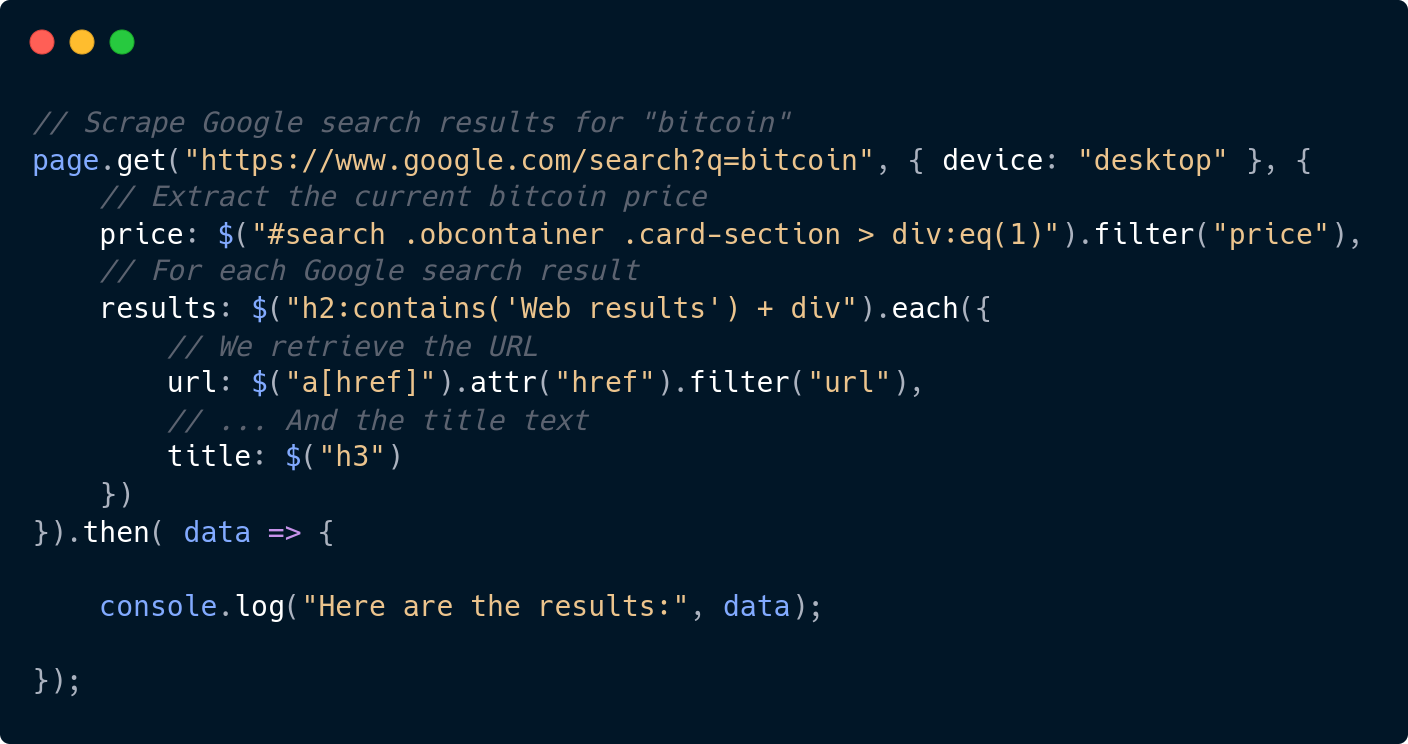 // Scrape Google search results for "bitcoin"
page.get("https://www.google.com/search?q=bitcoin", { device: "desktop" }, {
    // Extract the current bitcoin price
    price: $("#search .obcontainer .card-section > div:eq(1)").filter("price"),
    // For each Google search result
    results: $("h2:contains('Web results') + div").each({
        // We retrieve the URL
        url: $("a[href]").attr("href").filter("url"),
        // ... And the title text
        title: $("h3")
    })
}).then( data => {
    console.log("Here are the results:", data);
});